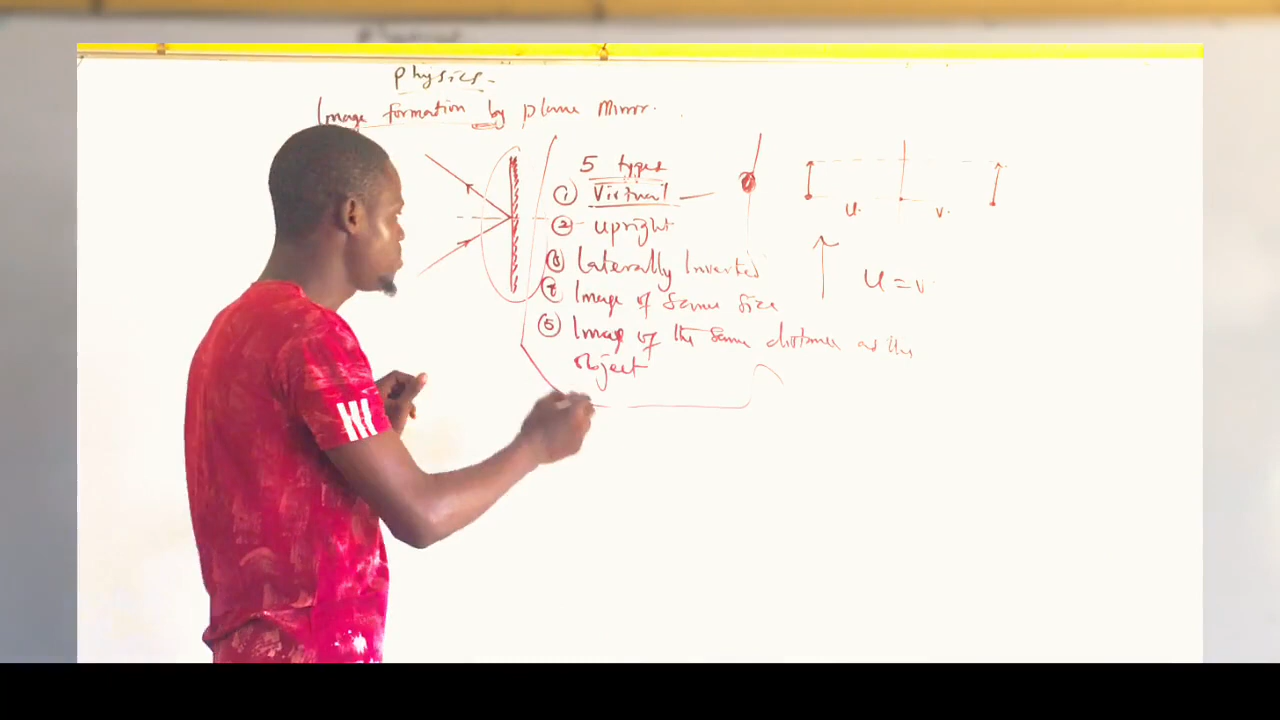 Physics-
Image formation by plane Mirror.
5 types
① Virtual
② upright
③ Laterally Inverted
④ Image of Same Size
⑤ Image of the same distance as the
object
u. v.
U = v